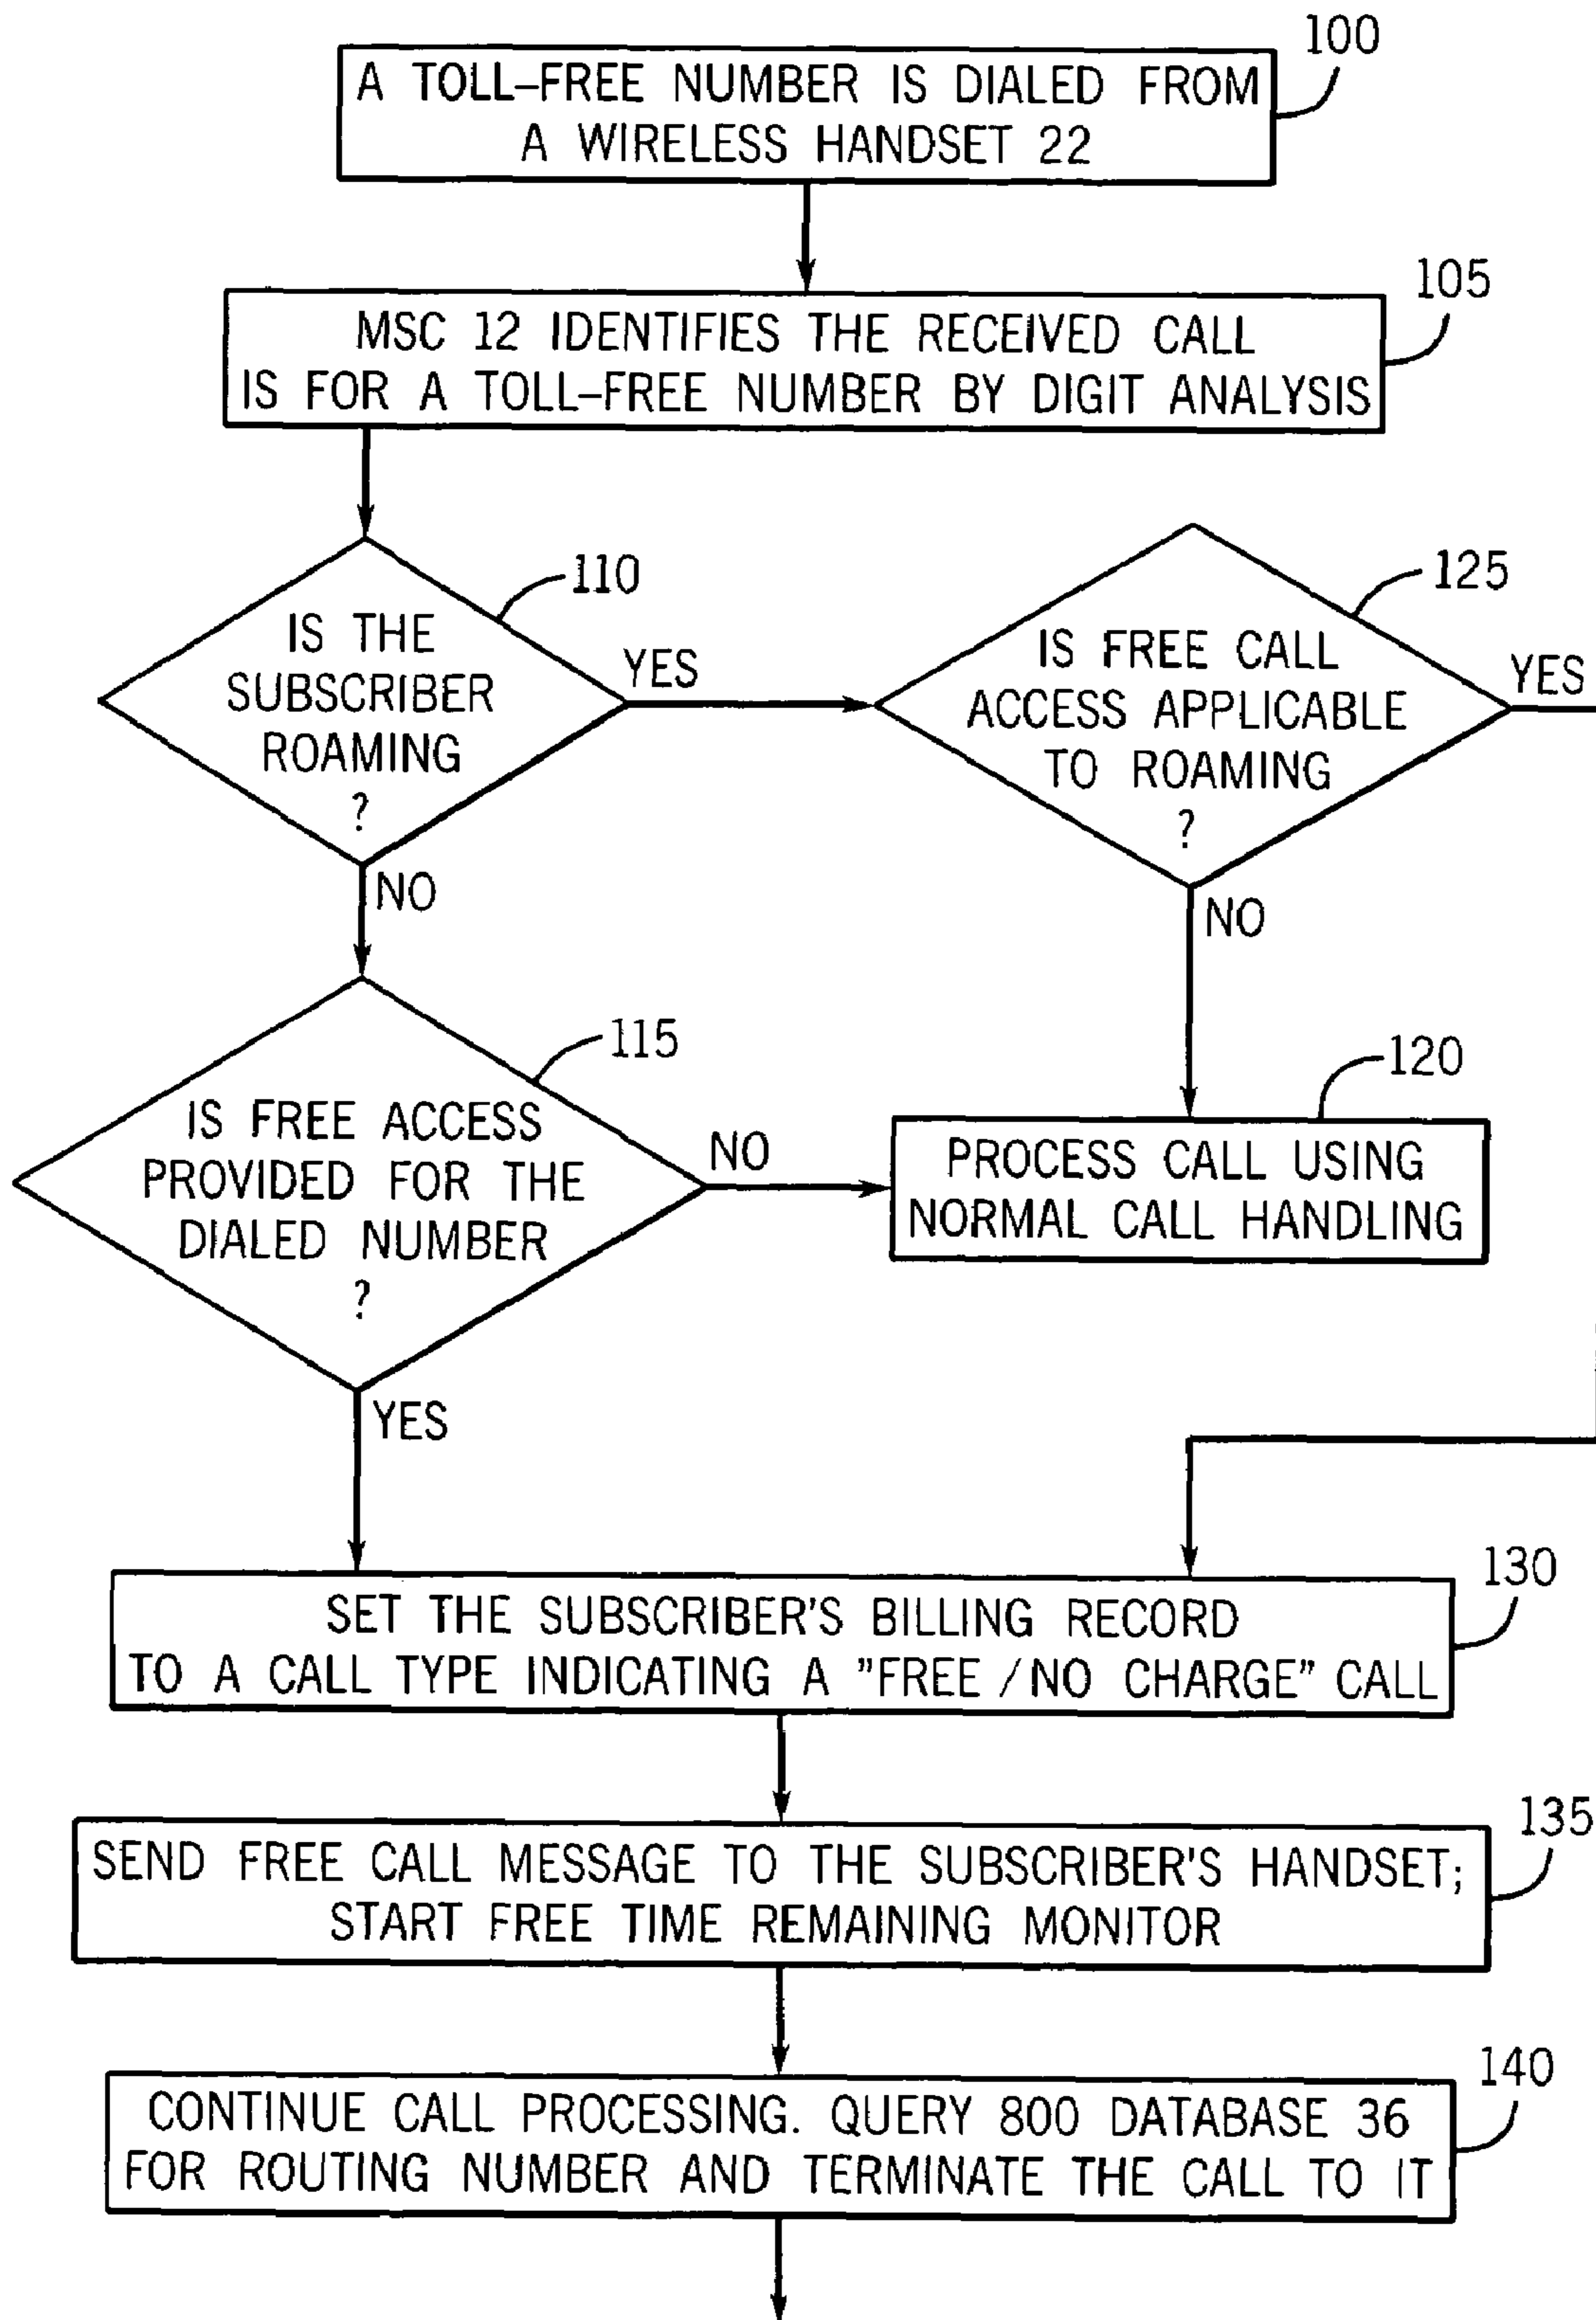 100
A TOLL–FREE NUMBER IS DIALED FROM
A WIRELESS HANDSET 22
105
MSC 12 IDENTIFIES THE RECEIVED CALL
IS FOR A TOLL–FREE NUMBER BY DIGIT ANALYSIS
110
IS THE
SUBSCRIBER
ROAMING
?
YES
NO
125
IS FREE CALL
ACCESS APPLICABLE
TO ROAMING
?
YES
NO
115
IS FREE ACCESS
PROVIDED FOR THE
DIALED NUMBER
?
NO
YES
120
PROCESS CALL USING
NORMAL CALL HANDLING
130
SET THE SUBSCRIBER'S BILLING RECORD
TO A CALL TYPE INDICATING A "FREE / NO CHARGE" CALL
135
SEND FREE CALL MESSAGE TO THE SUBSCRIBER'S HANDSET;
START FREE TIME REMAINING MONITOR
140
CONTINUE CALL PROCESSING. QUERY 800 DATABASE 36
FOR ROUTING NUMBER AND TERMINATE THE CALL TO IT